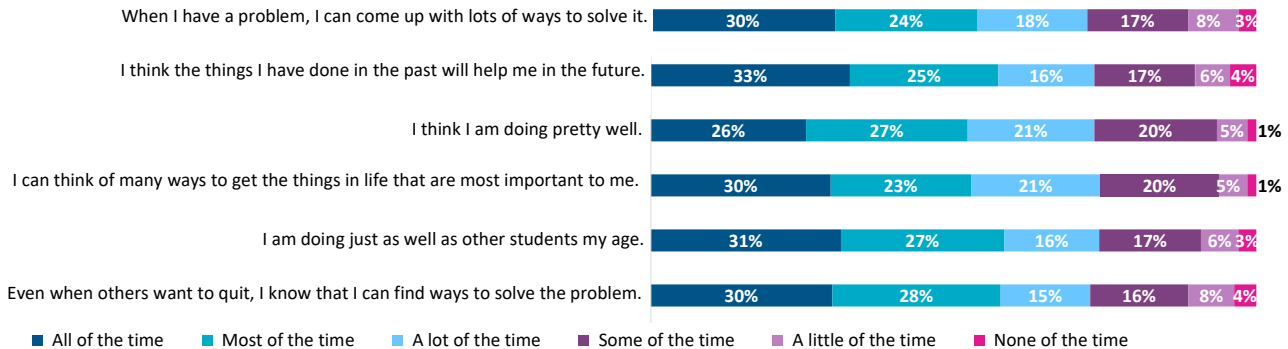 When I have a problem, I can come up with lots of ways to solve it. 30% 24% 18% 17% 8% 3%
I think the things I have done in the past will help me in the future. 33% 25% 16% 17% 6% 4%
I think I am doing pretty well. 26% 27% 21% 20% 5% 1%
I can think of many ways to get the things in life that are most important to me. 30% 23% 21% 20% 5% 1%
I am doing just as well as other students my age. 31% 27% 16% 17% 6% 3%
Even when others want to quit, I know that I can find ways to solve the problem. 30% 28% 15% 16% 8% 4%
All of the time Most of the time A lot of the time Some of the time A little of the time None of the time